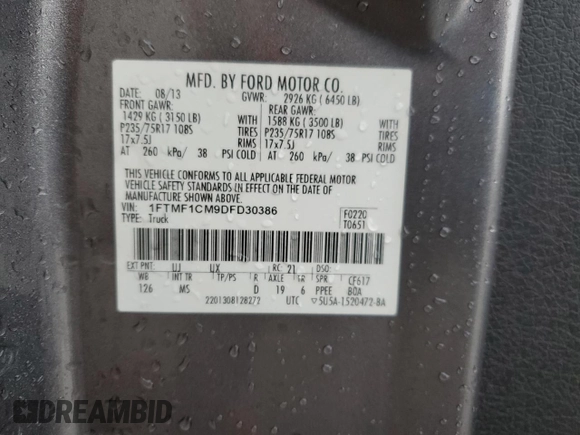 MFD. BY FORD MOTOR CO.
DATE: 08/13 GVWR: 2926 KG ( 6450 LB)
FRONT GAWR: REAR GAWR:
1429 KG ( 3150 LB) WITH 1588 KG ( 3500 LB) WITH
P235/75R17 108S TIRES P235/75R17 108S TIRES
17x7.5J RIMS 17x7.5J RIMS
AT 260 kPa/ 38 PSI COLD AT 260 kPa/ 38 PSI COLD
THIS VEHICLE CONFORMS TO ALL APPLICABLE FEDERAL MOTOR
VEHICLE SAFETY STANDARDS IN EFFECT ON THE DATE OF
MANUFACTURE SHOWN ABOVE.
VIN: 1FTMF1CM9DFD30386 F0220
TYPE: Truck T0651
EXT PNT: UJ UX RC: 21 DSO:
WB INT TR TP/PS R AXLE TR SPR CF617
126 MS D 19 6 PPEE 80A
2201308128272 UTC ▽5U5A-1520472-BA
DREAMBID